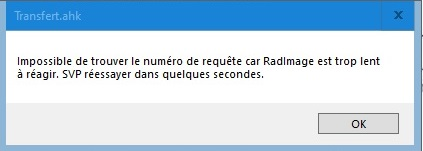 Transfert.ahk
Impossible de trouver le numéro de requête car RadImage est trop lent
à réagir. SVP réessayer dans quelques secondes.
OK